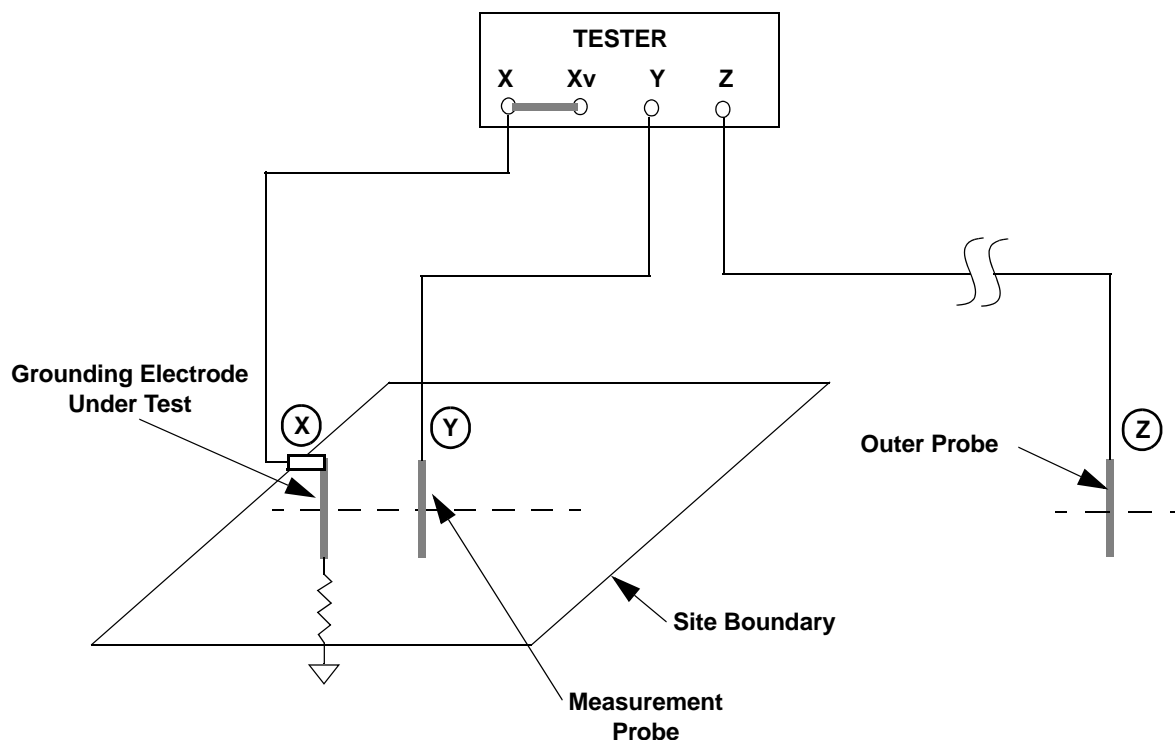 TESTER
X Xv Y Z
Grounding Electrode
Under Test
X
Y
Z
Outer Probe
Site Boundary
Measurement
Probe